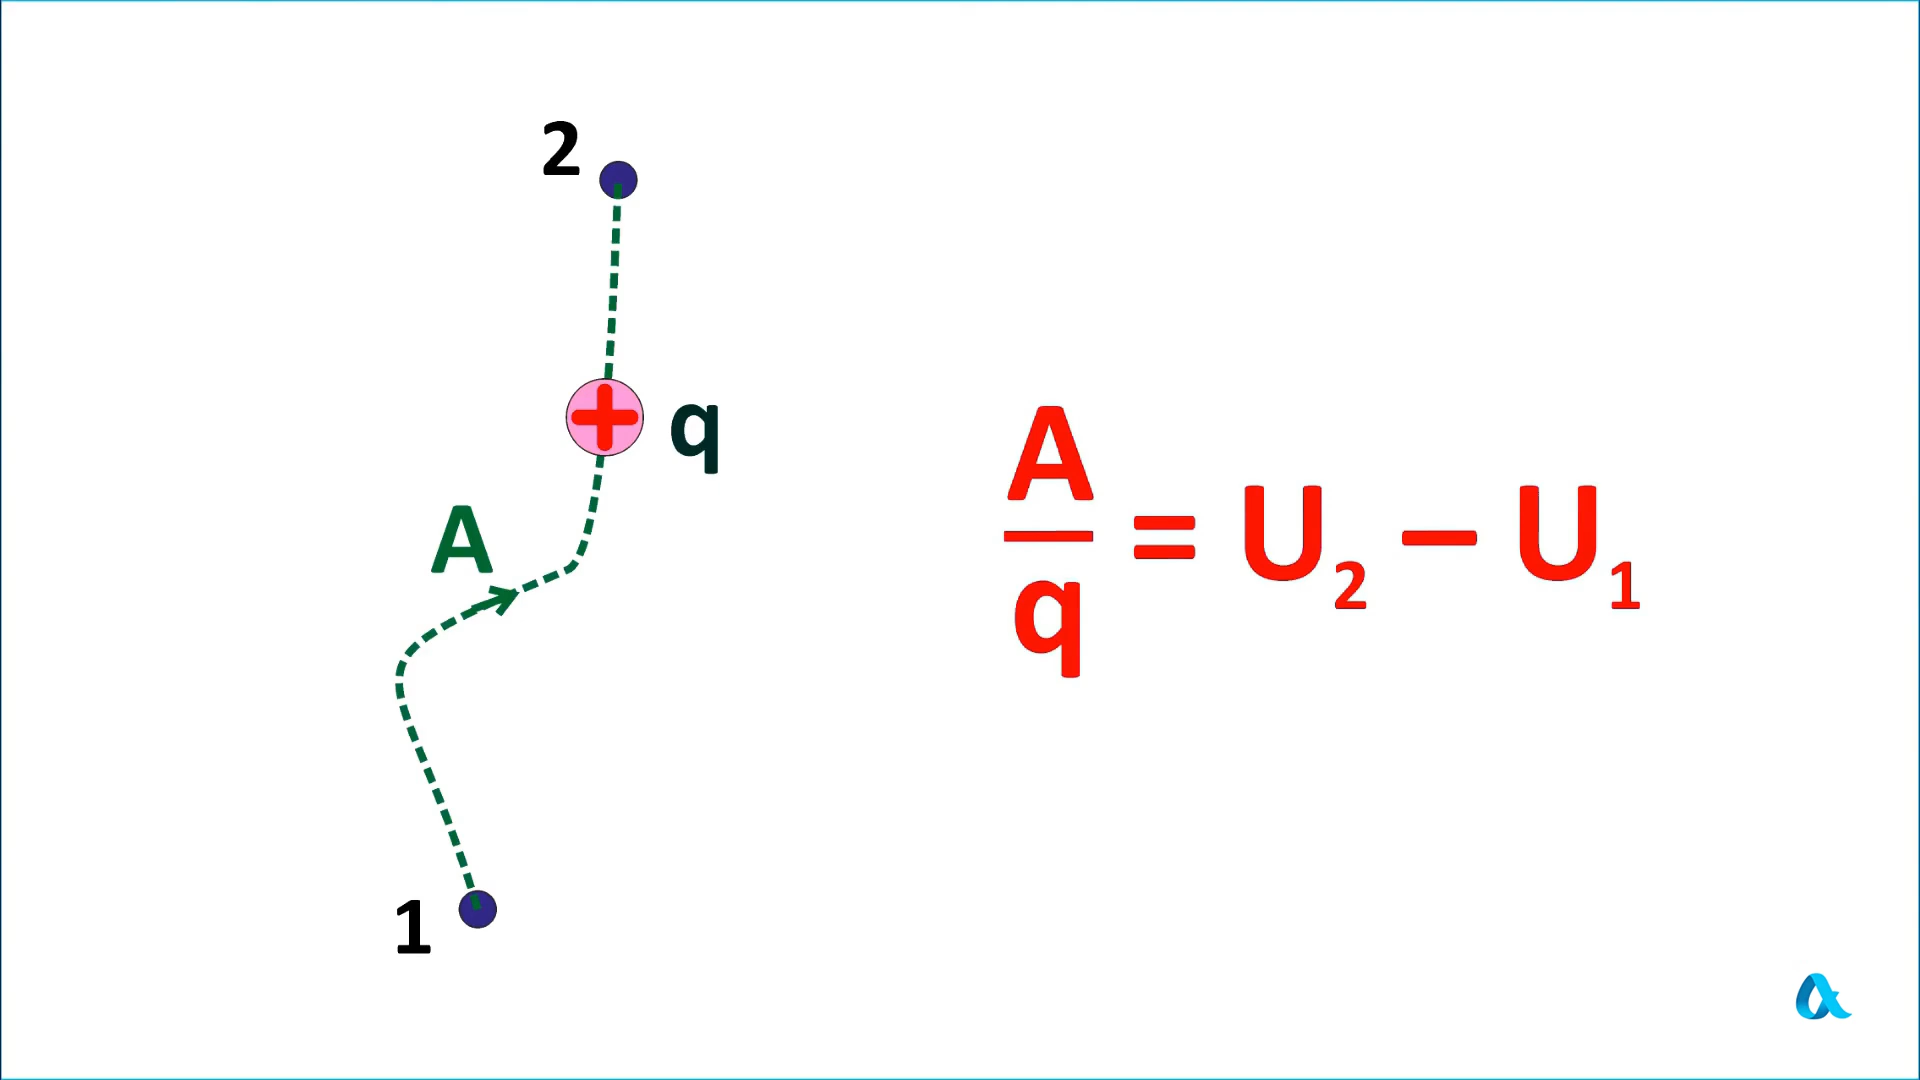 2
q
A
1
A/q = U₂ – U₁